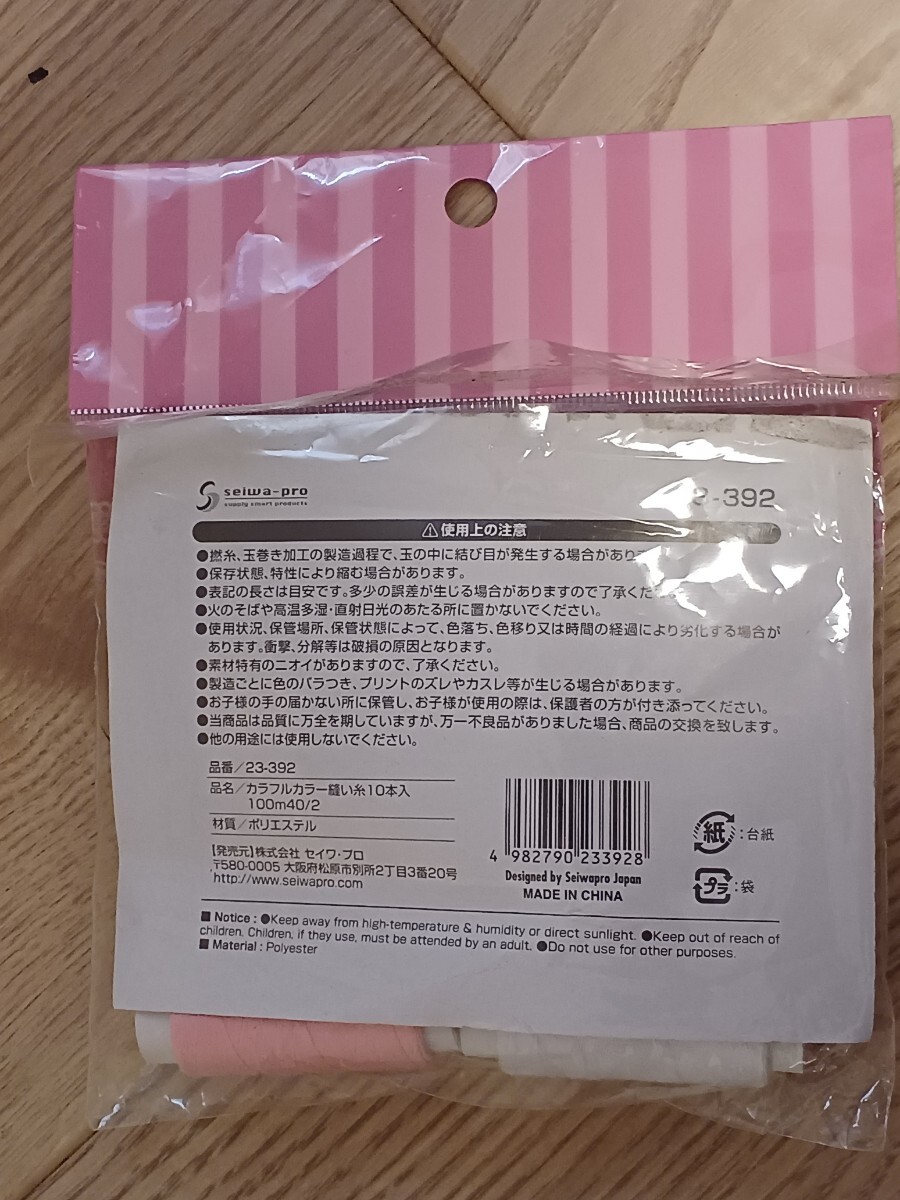 seiwa-pro
supply smart products
3-392
⚠使用上の注意
●撚糸、玉巻き加工の製造過程で、玉の中に結び目が発生する場合があり
●保存状態、特性により縮む場合があります。
●表記の長さは目安です。多少の誤差が生じる場合がありますので了承くだ
●火のそばや高温多湿・直射日光のあたる所に置かないでください。
●使用状況、保管場所、保管状態によって、色落ち、色移り又は時間の経過により劣化する場合が
あります。衝撃、分解等は破損の原因となります。
●素材特有のニオイがありますので、了承ください。
●製造ごとに色のバラつき、プリントのズレやカスレ等が生じる場合があります。
●お子様の手の届かない所に保管し、お子様が使用の際は、保護者の方が付き添ってください。
●当商品は品質に万全を期していますが、万一不良品がありました場合、商品の交換を致します。
●他の用途には使用しないでください。
品番/23-392
品名/カラフルカラー縫い糸10本入
100m40/2
材質/ポリエステル
【発売元】株式会社 セイワ・プロ
〒580-0005 大阪府松原市別所2丁目3番20号
http://www.seiwapro.com
4 982790 233928
Designed by Seiwapro Japan
MADE IN CHINA
紙:台紙
プラ:袋
■ Notice : ●Keep away from high-temperature & humidity or direct sunlight. ●Keep out of reach of
children. Children, if they use, must be attended by an adult. ●Do not use for other purposes.
■ Material : Polyester